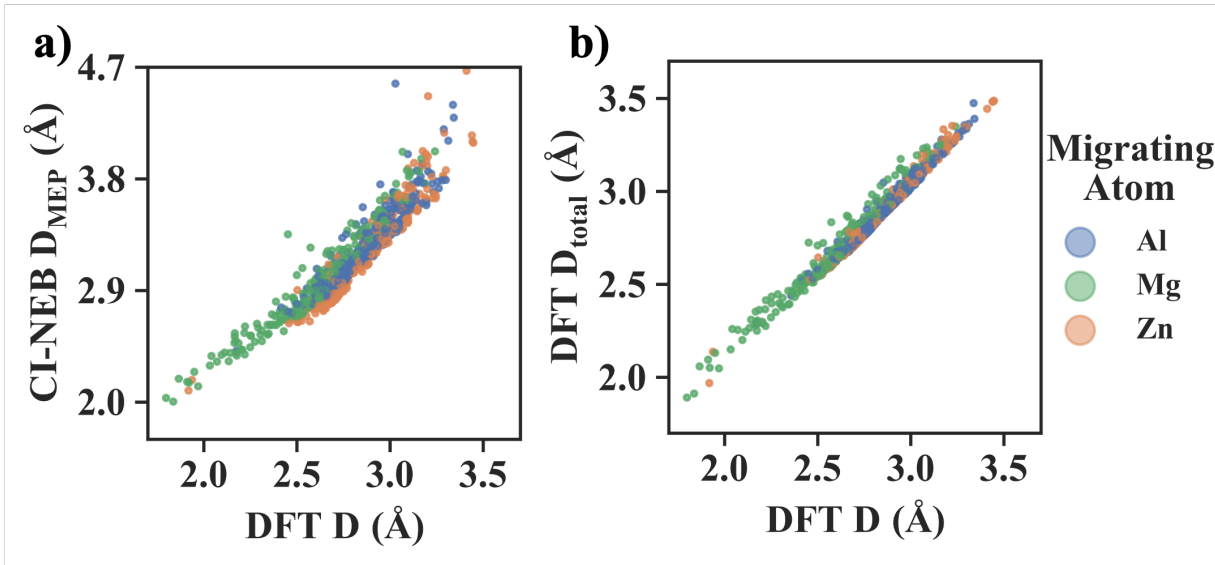 a)
4.7
3.8
2.9
2.0
CI-NEB D_MEP (Å)
2.0 2.5 3.0 3.5
DFT D (Å)
b)
3.5
3.0
2.5
2.0
DFT D_total (Å)
2.0 2.5 3.0 3.5
DFT D (Å)
Migrating
Atom
Al
Mg
Zn